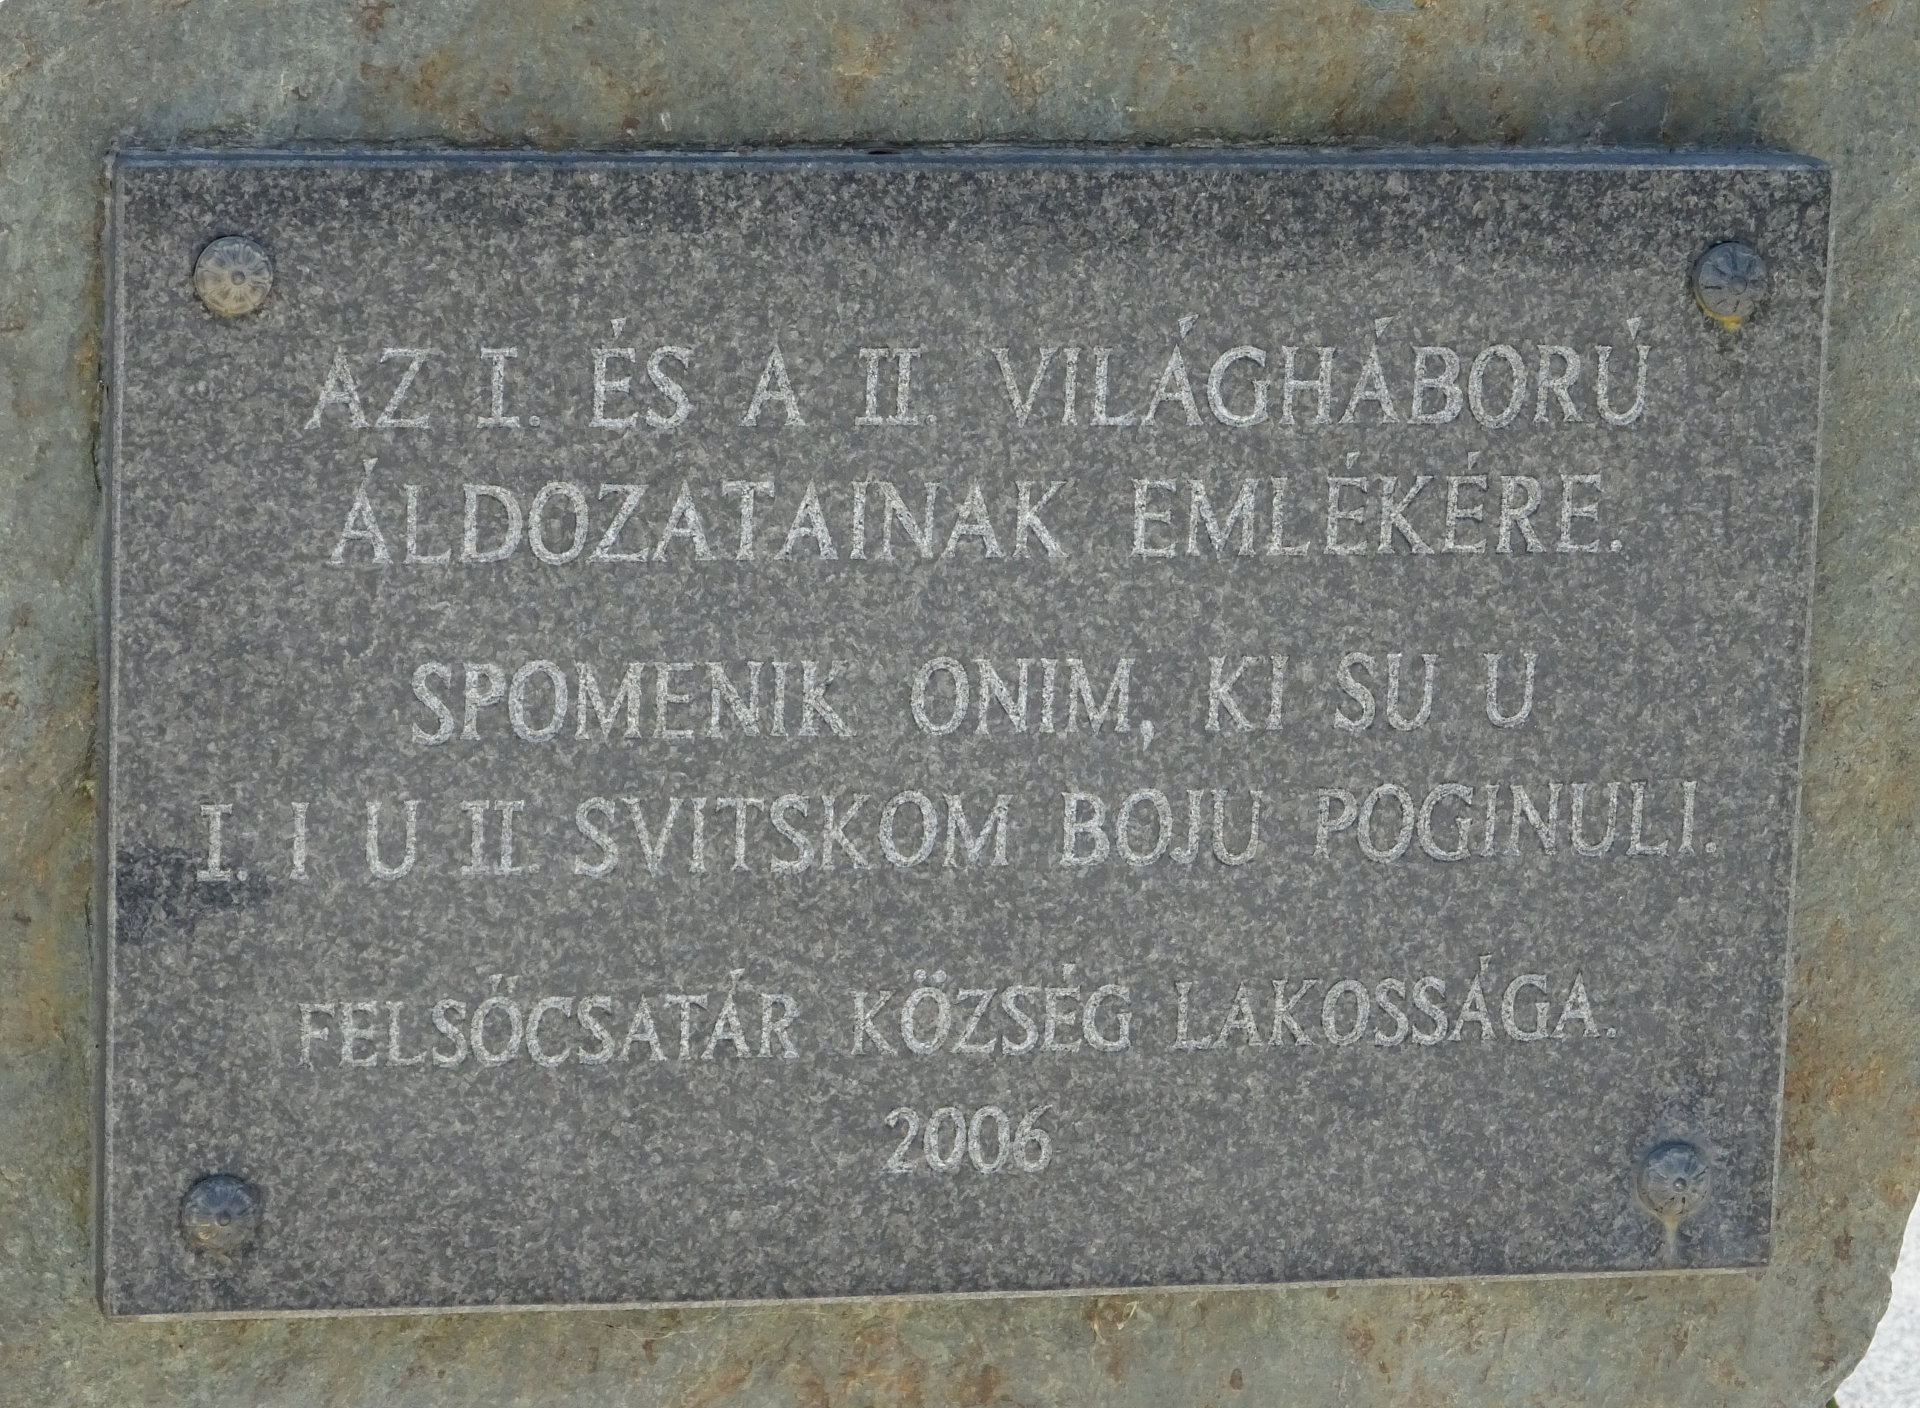 AZ I. ÉS A II. VILÁGHÁBORÚ
ÁLDOZATAINAK EMLÉKÉRE.
SPOMENIK ONIM, KI SU U
I. I U II SVITSKOM BOJU POGINULI.
FELSŐCSATÁR KÖZSÉG LAKOSSÁGA.
2006